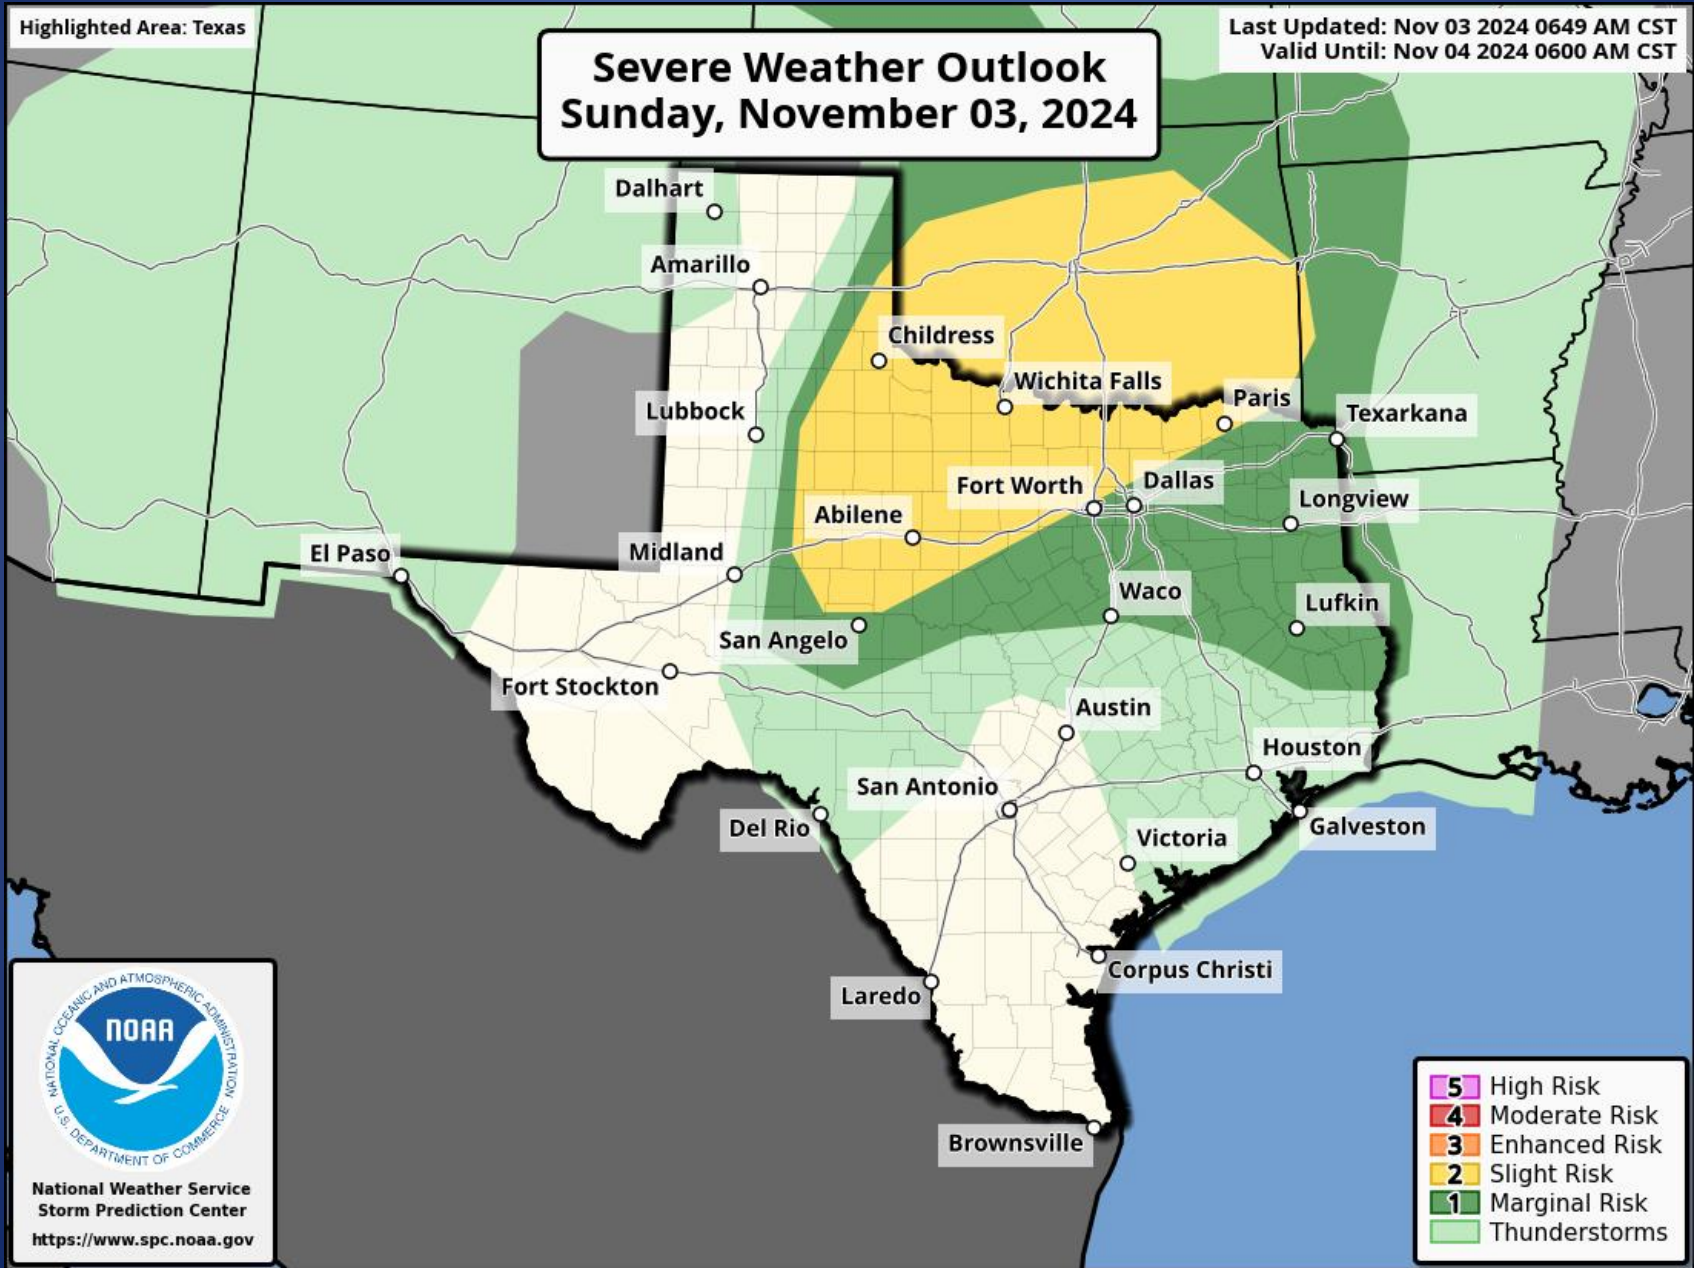 Highlighted Area: Texas
Severe Weather Outlook
Sunday, November 03, 2024
Last Updated: Nov 03 2024 0649 AM CST
Valid Until: Nov 04 2024 0600 AM CST
Dalhart
Amarillo
Childress
Wichita Falls
Paris
Texarkana
Lubbock
Fort Worth
Dallas
Longview
Abilene
El Paso
Midland
Waco
Lufkin
San Angelo
Fort Stockton
Austin
Houston
San Antonio
Del Rio
Galveston
Victoria
Corpus Christi
Laredo
Brownsville
NATIONAL OCEANIC AND ATMOSPHERIC ADMINISTRATION
NOAA
U.S. DEPARTMENT OF COMMERCE
National Weather Service
Storm Prediction Center
https://www.spc.noaa.gov
5 High Risk
4 Moderate Risk
3 Enhanced Risk
2 Slight Risk
1 Marginal Risk
Thunderstorms